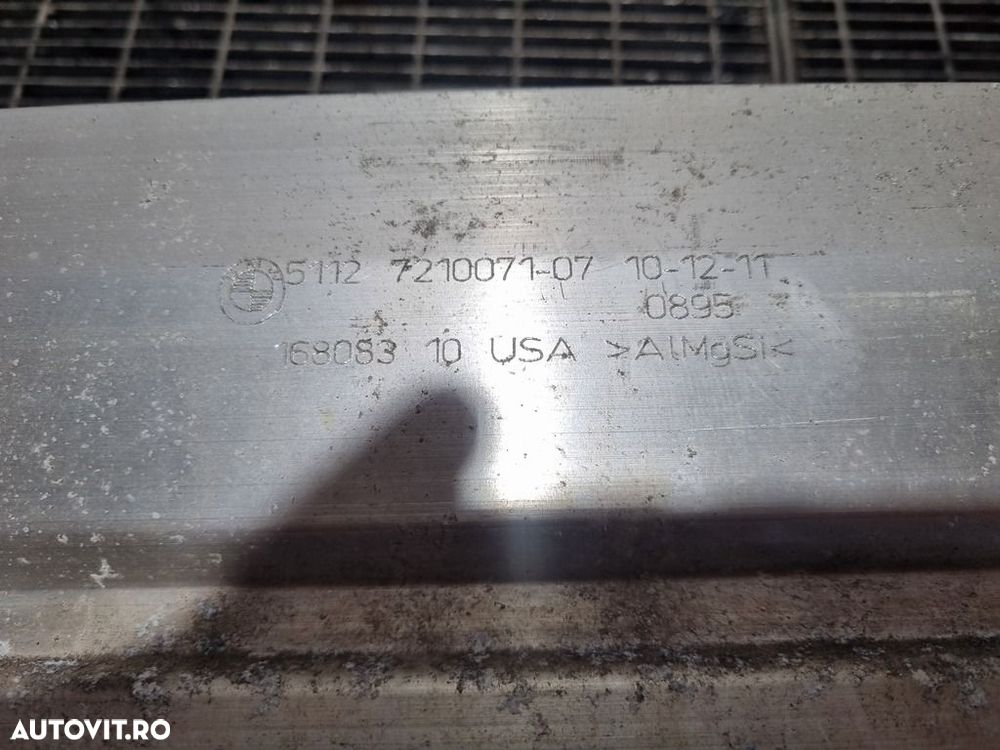 5112 7210071-07 10-12-11
0895
168083 10 USA >AlMgSi<
AUTOVIT.RO